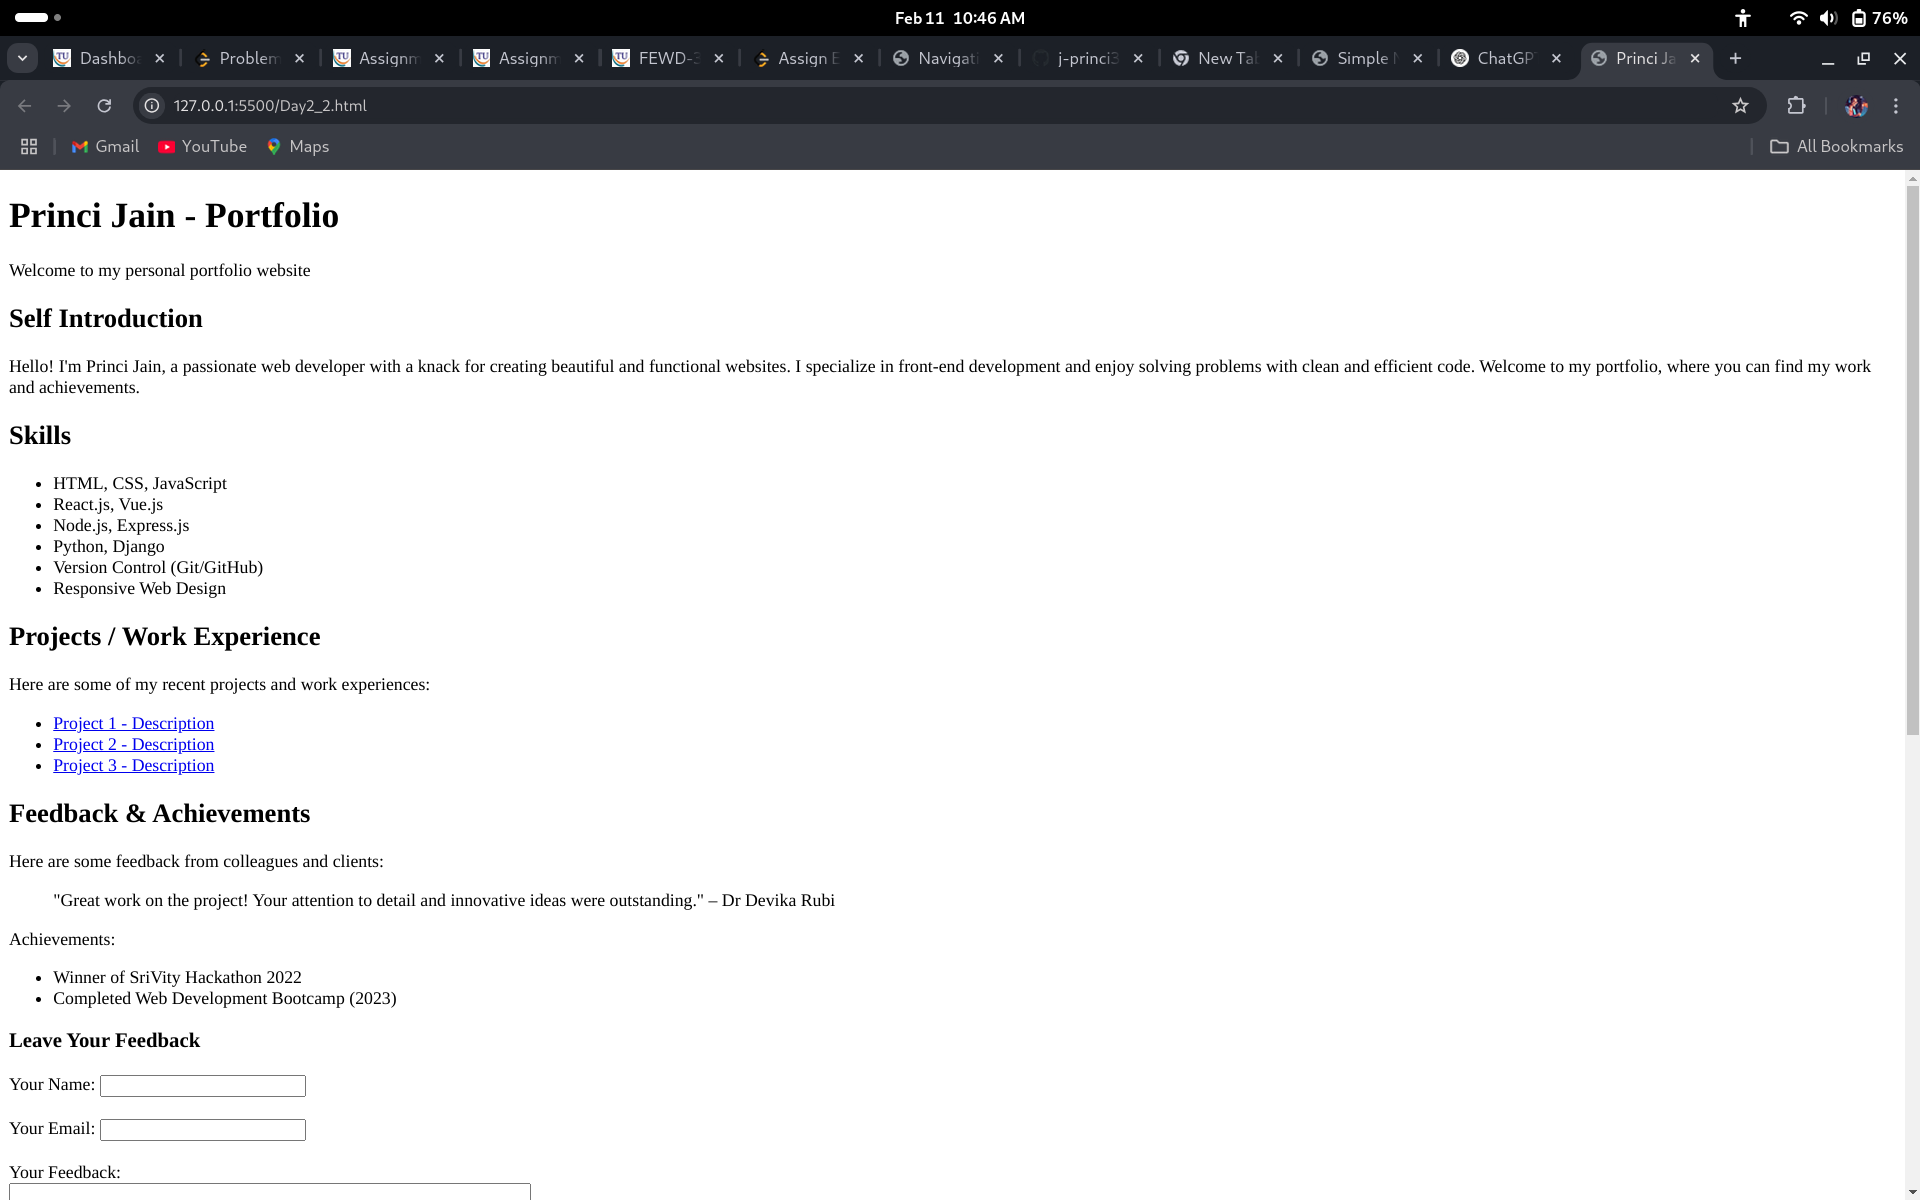 Feb 11 10:46 AM
76%
Dashboa
Problem
Assignm
Assignm
FEWD-3
Assign E
Navigati
j-princi3
New Tab
Simple
ChatGPT
Princi Ja
127.0.0.1:5500/Day2_2.html
Gmail
YouTube
Maps
All Bookmarks
Princi Jain - Portfolio
Welcome to my personal portfolio website
Self Introduction
Hello! I'm Princi Jain, a passionate web developer with a knack for creating beautiful and functional websites. I specialize in front-end development and enjoy solving problems with clean and efficient code. Welcome to my portfolio, where you can find my work
and achievements.
Skills
HTML, CSS, JavaScript
React.js, Vue.js
Node.js, Express.js
Python, Django
Version Control (Git/GitHub)
Responsive Web Design
Projects / Work Experience
Here are some of my recent projects and work experiences:
Project 1 - Description
Project 2 - Description
Project 3 - Description
Feedback & Achievements
Here are some feedback from colleagues and clients:
"Great work on the project! Your attention to detail and innovative ideas were outstanding." – Dr Devika Rubi
Achievements:
Winner of SriVity Hackathon 2022
Completed Web Development Bootcamp (2023)
Leave Your Feedback
Your Name:
Your Email:
Your Feedback: